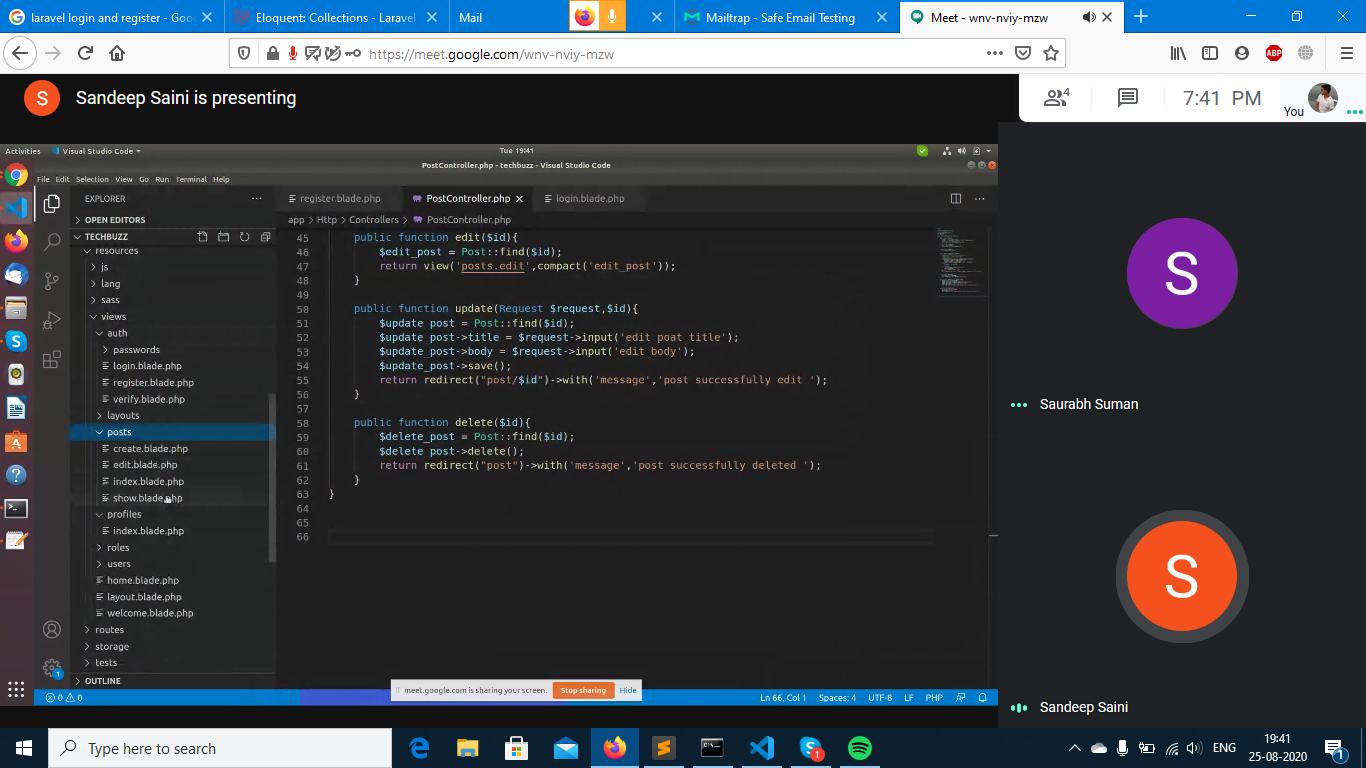 laravel login and register - Goo
Eloquent: Collections - Laravel
Mail
Mailtrap - Safe Email Testing
Meet - wnv-nviy-mzw
https://meet.google.com/wnv-nviy-mzw
ABP
S
Sandeep Saini is presenting
4
7:41 PM
You
Activities
Visual Studio Code
Tue 19:41
PostController.php - techbuzz - Visual Studio Code
File Edit Selection View Go Run Terminal Help
EXPLORER
register.blade.php
PostController.php
login.blade.php
OPEN EDITORS
app > Http > Controllers > PostController.php
TECHBUZZ
resources
js
lang
sass
views
auth
passwords
login.blade.php
register.blade.php
verify.blade.php
layouts
posts
create.blade.php
edit.blade.php
index.blade.php
show.blade.php
profiles
index.blade.php
roles
users
home.blade.php
layout.blade.php
welcome.blade.php
routes
storage
tests
OUTLINE
45 public function edit($id){
46 $edit_post = Post::find($id);
47 return view('posts.edit',compact('edit_post'));
48 }
49
50 public function update(Request $request,$id){
51 $update_post = Post::find($id);
52 $update_post->title = $request->input('edit_poat_title');
53 $update_post->body = $request->input('edit_body');
54 $update_post->save();
55 return redirect("post/$id")->with('message','post successfully edit ');
56 }
57
58 public function delete($id){
59 $delete_post = Post::find($id);
60 $delete_post->delete();
61 return redirect("post")->with('message','post successfully deleted ');
62 }
63 }
64
65
66
meet.google.com is sharing your screen.
Stop sharing
Hide
1
0 0
Ln 66, Col 1
Spaces: 4
UTF-8
LF
PHP
S
Saurabh Suman
S
Sandeep Saini
Type here to search
1
ENG
19:41
25-08-2020
1